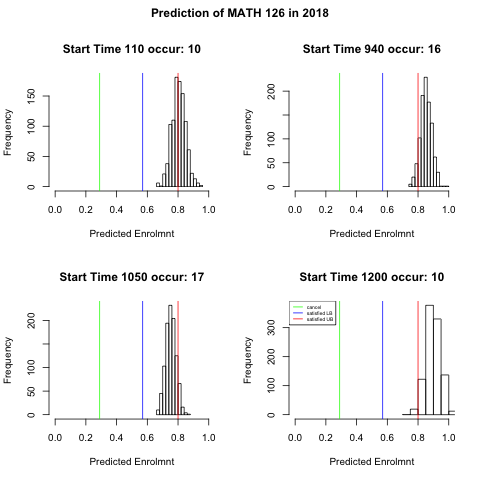 Prediction of MATH 126 in 2018
Start Time 110 occur: 10
Frequency
0 50 100 150
0.0 0.2 0.4 0.6 0.8 1.0
Predicted Enrolmnt
Start Time 940 occur: 16
Frequency
0 50 100 200
0.0 0.2 0.4 0.6 0.8 1.0
Predicted Enrolmnt
Start Time 1050 occur: 17
Frequency
0 50 100 200
0.0 0.2 0.4 0.6 0.8 1.0
Predicted Enrolmnt
Start Time 1200 occur: 10
cancel
satisfied LB
satisfied UB
Frequency
0 100 200 300
0.0 0.2 0.4 0.6 0.8 1.0
Predicted Enrolmnt